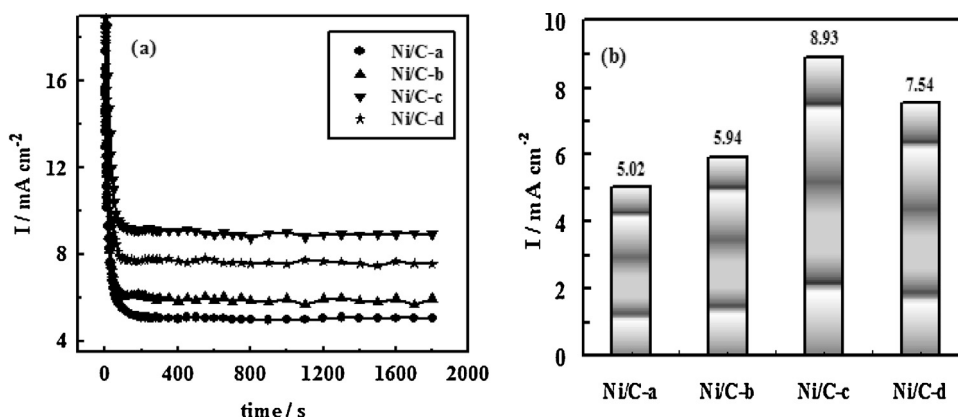 (a)
Ni/C-a
Ni/C-b
Ni/C-c
Ni/C-d
16
12
8
4
I / mA cm-2
0 400 800 1200 1600 2000
time / s
(b)
10
8
6
4
2
0
I / mA cm-2
5.02
5.94
8.93
7.54
Ni/C-a Ni/C-b Ni/C-c Ni/C-d